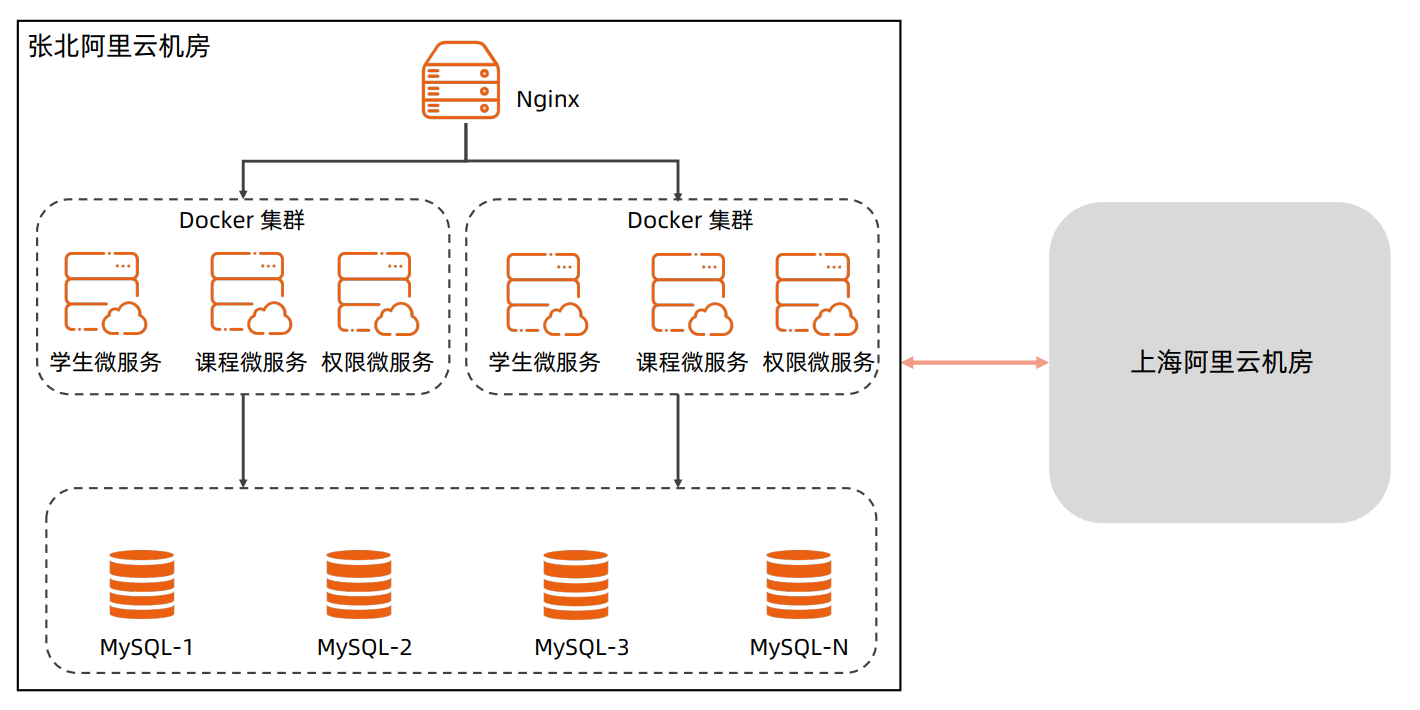 张北阿里云机房
Nginx
Docker 集群
学生微服务
课程微服务
权限微服务
Docker 集群
学生微服务
课程微服务
权限微服务
上海阿里云机房
MySQL-1
MySQL-2
MySQL-3
MySQL-N